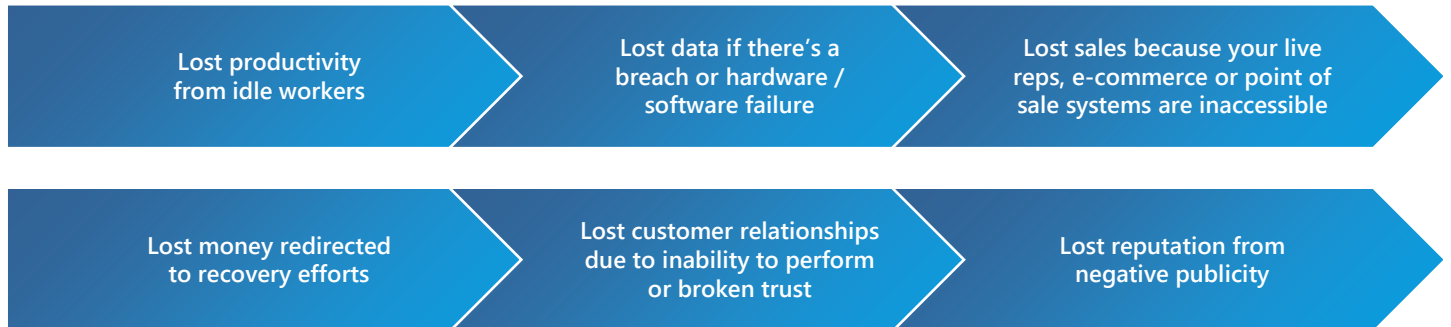 Lost productivity
from idle workers
Lost data if there’s a
breach or hardware /
software failure
Lost sales because your live
reps, e-commerce or point of
sale systems are inaccessible
Lost money redirected
to recovery efforts
Lost customer relationships
due to inability to perform
or broken trust
Lost reputation from
negative publicity